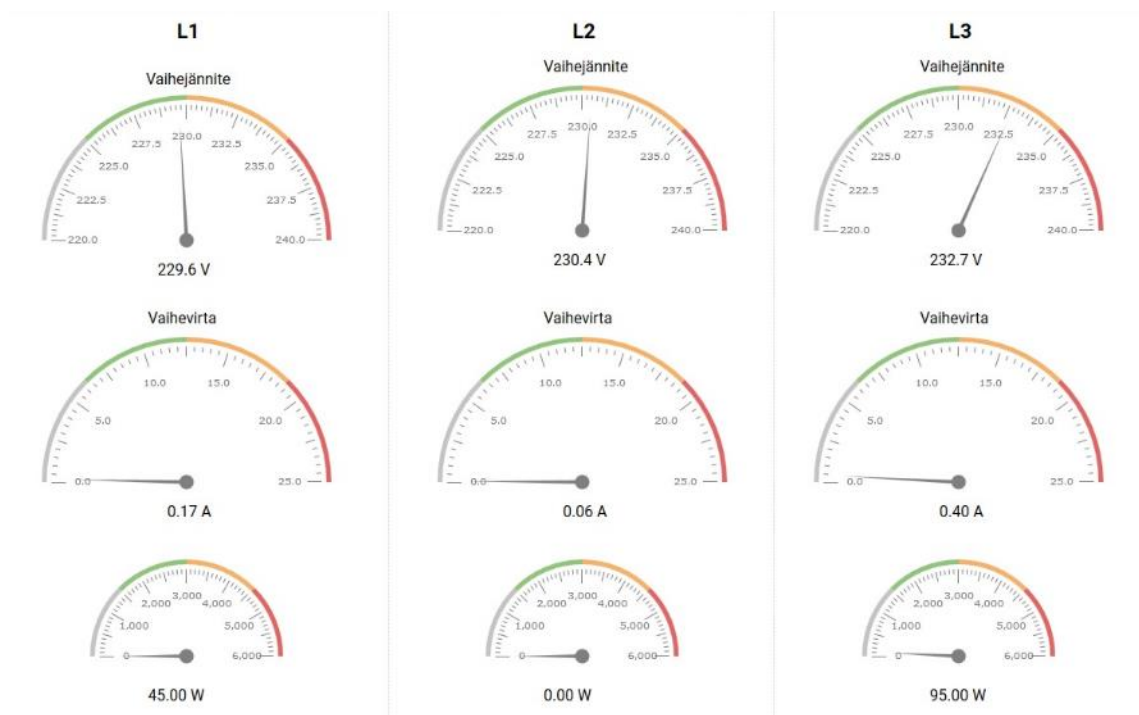 L1
Vaihejännite
220.0 222.5 225.0 227.5 230.0 232.5 235.0 237.5 240.0
229.6 V
Vaihevirta
0.0 5.0 10.0 15.0 20.0 25.0
0.17 A
0 1,000 2,000 3,000 4,000 5,000 6,000
45.00 W
L2
Vaihejännite
220.0 222.5 225.0 227.5 230.0 232.5 235.0 237.5 240.0
230.4 V
Vaihevirta
0.0 5.0 10.0 15.0 20.0 25.0
0.06 A
0 1,000 2,000 3,000 4,000 5,000 6,000
0.00 W
L3
Vaihejännite
220.0 222.5 225.0 227.5 230.0 232.5 235.0 237.5 240.0
232.7 V
Vaihevirta
0.0 5.0 10.0 15.0 20.0 25.0
0.40 A
0 1,000 2,000 3,000 4,000 5,000 6,000
95.00 W